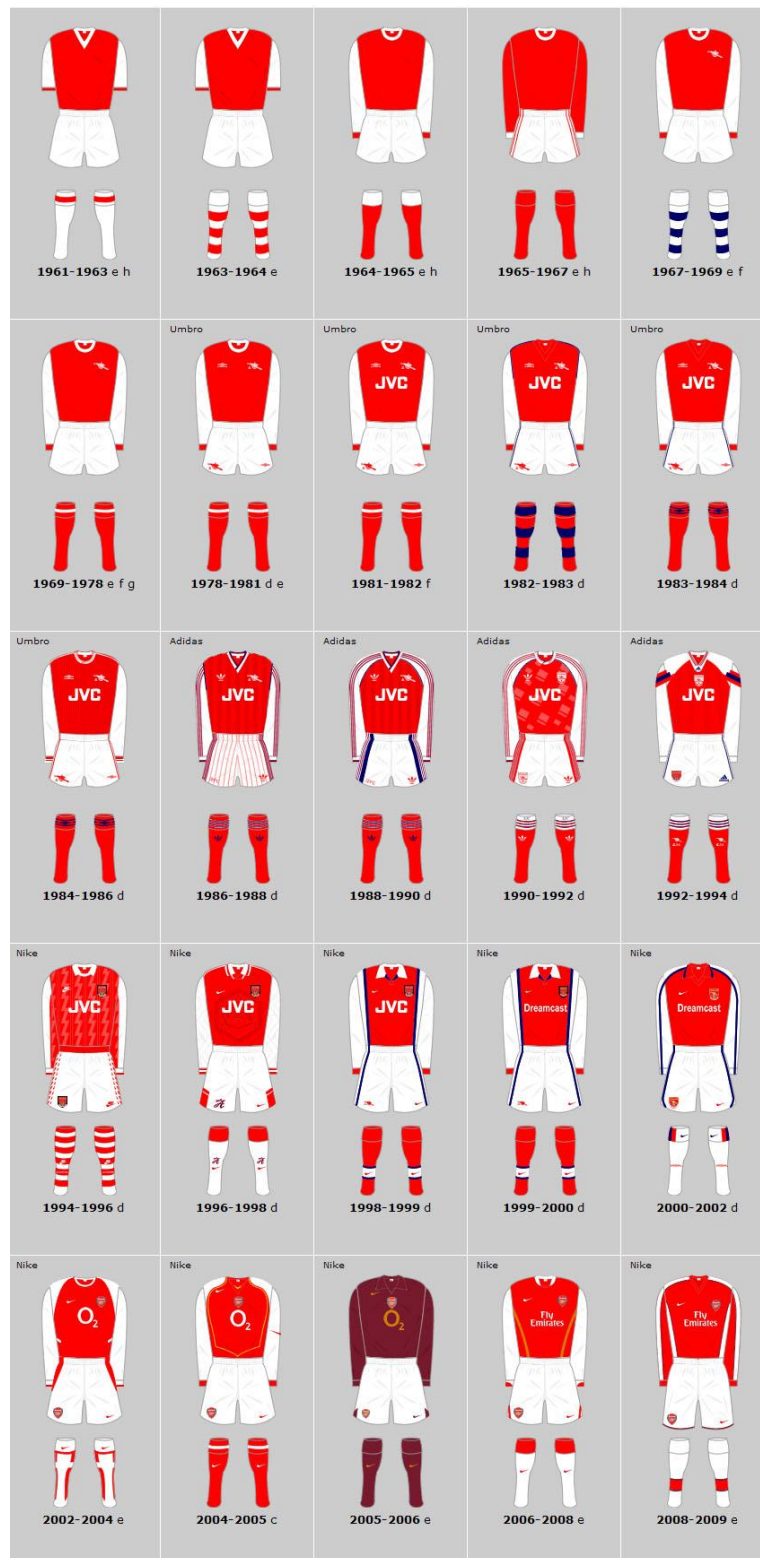 1961-1963 e h
1963-1964 e
1964-1965 e h
1965-1967 e h
1967-1969 e f
Umbro
Umbro
Umbro
Umbro
JVC
JVC
JVC
1969-1978 e f g
1978-1981 d e
1981-1982 f
1982-1983 d
1983-1984 d
Umbro
Adidas
Adidas
Adidas
Adidas
JVC
JVC
JVC
JVC
JVC
1984-1986 d
1986-1988 d
1988-1990 d
1990-1992 d
1992-1994 d
Nike
Nike
Nike
Nike
Nike
JVC
JVC
JVC
Dreamcast
Dreamcast
1994-1996 d
1996-1998 d
1998-1999 d
1999-2000 d
2000-2002 d
Nike
Nike
Nike
Nike
Nike
O2
O2
O2
Fly
Emirates
Fly
Emirates
2002-2004 e
2004-2005 c
2005-2006 e
2006-2008 e
2008-2009 e